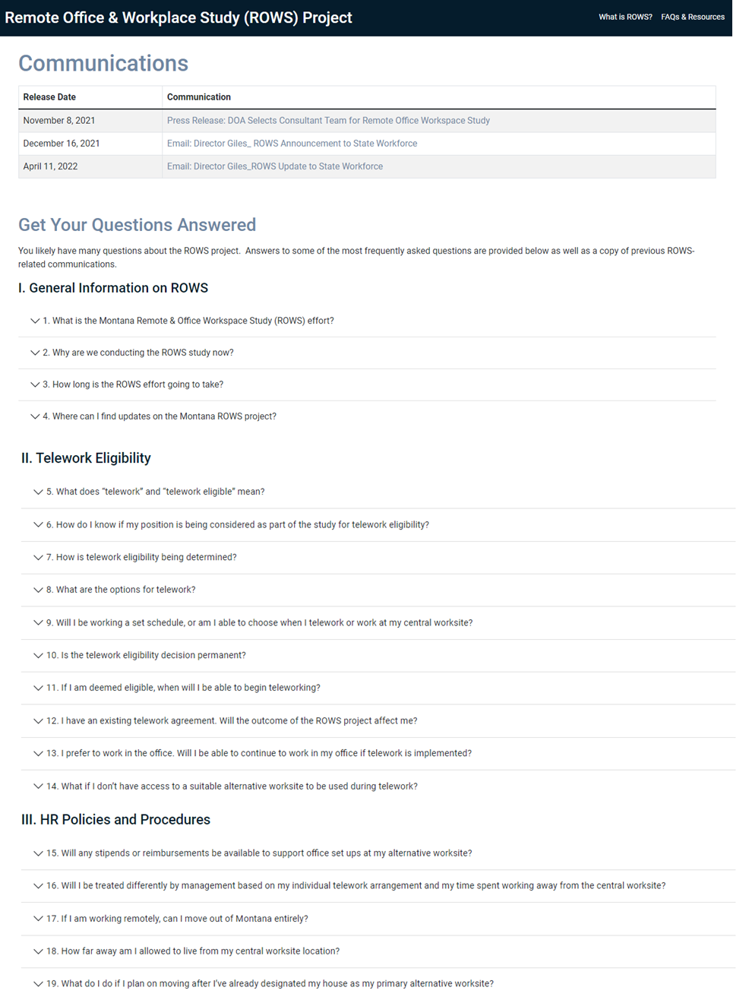 Remote Office & Workplace Study (ROWS) Project
What is ROWS? FAQs & Resources
Communications
Release Date Communication
November 8, 2021 Press Release: DOA Selects Consultant Team for Remote Office Workspace Study
December 16, 2021 Email: Director Giles_ ROWS Announcement to State Workforce
April 11, 2022 Email: Director Giles_ROWS Update to State Workforce
Get Your Questions Answered
You likely have many questions about the ROWS project. Answers to some of the most frequently asked questions are provided below as well as a copy of previous ROWS-
related communications.
I. General Information on ROWS
1. What is the Montana Remote & Office Workspace Study (ROWS) effort?
2. Why are we conducting the ROWS study now?
3. How long is the ROWS effort going to take?
4. Where can I find updates on the Montana ROWS project?
II. Telework Eligibility
5. What does “telework” and “telework eligible” mean?
6. How do I know if my position is being considered as part of the study for telework eligibility?
7. How is telework eligibility being determined?
8. What are the options for telework?
9. Will I be working a set schedule, or am I able to choose when I telework or work at my central worksite?
10. Is the telework eligibility decision permanent?
11. If I am deemed eligible, when will I be able to begin teleworking?
12. I have an existing telework agreement. Will the outcome of the ROWS project affect me?
13. I prefer to work in the office. Will I be able to continue to work in my office if telework is implemented?
14. What if I don't have access to a suitable alternative worksite to be used during telework?
III. HR Policies and Procedures
15. Will any stipends or reimbursements be available to support office set ups at my alternative worksite?
16. Will I be treated differently by management based on my individual telework arrangement and my time spent working away from the central worksite?
17. If I am working remotely, can I move out of Montana entirely?
18. How far away am I allowed to live from my central worksite location?
19. What do I do if I plan on moving after I've already designated my house as my primary alternative worksite?